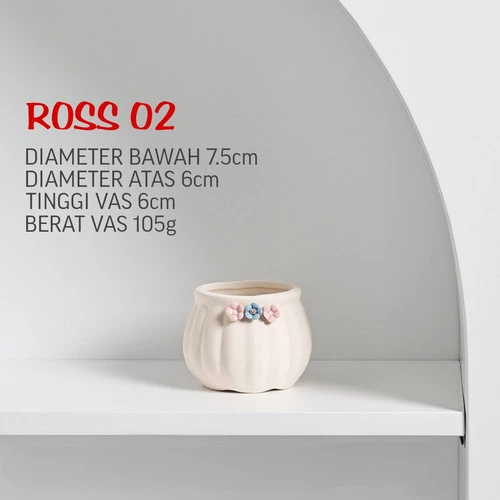 ROSS 02
DIAMETER BAWAH 7.5cm
DIAMETER ATAS 6cm
TINGGI VAS 6cm
BERAT VAS 105g